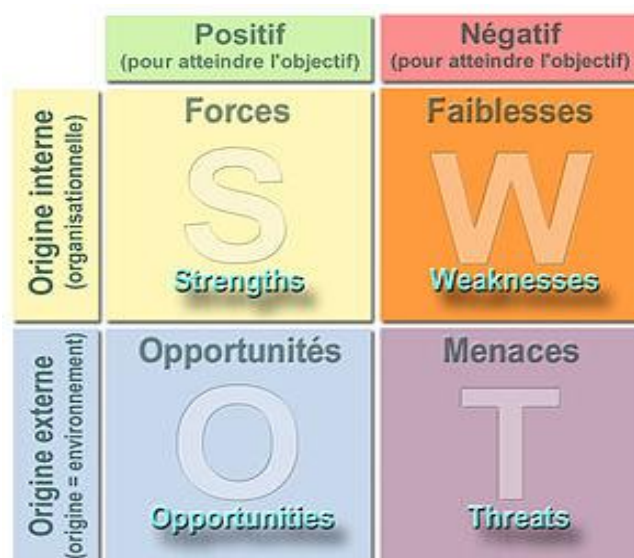 Positif
(pour atteindre l'objectif)
Négatif
(pour atteindre l'objectif)
Origine interne
(organisationnelle)
Forces
S
Strengths
Faiblesses
W
Weaknesses
Origine externe
(origine = environnement)
Opportunités
O
Opportunities
Menaces
T
Threats